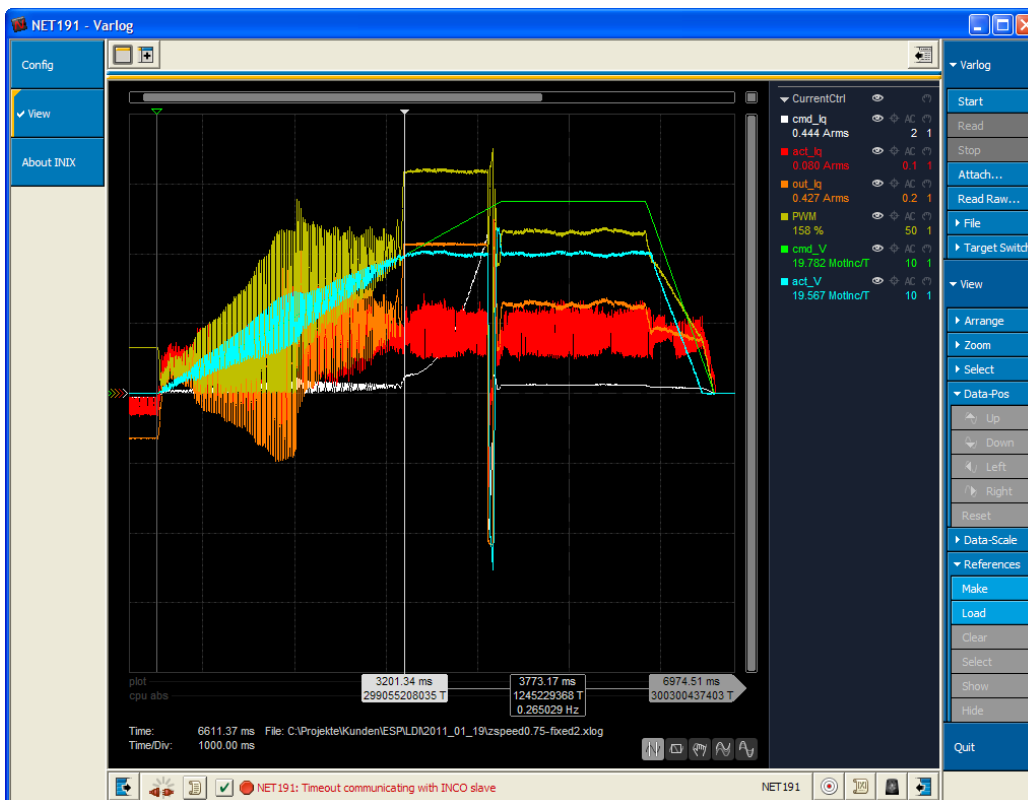 NET191 - Varlog
Config
View
About INIX
CurrentCtrl
cmd_Iq AC
0.444 Arms 2 1
act_Iq AC
0.080 Arms 0.1 1
out_Iq AC
0.427 Arms 0.2 1
PWM AC
158 % 50 1
cmd_V AC
19.782 MotInc/T 10 1
act_V AC
19.567 MotInc/T 10 1
plot
cpu abs
3201.34 ms
299055208035 T
3773.17 ms
1245229368 T
0.265029 Hz
6974.51 ms
300300437403 T
Time: 6611.37 ms File: C:\Projekte\Kunden\ESP\LDI\2011_01_19\zspeed0.75-fixed2.xlog
Time/Div: 1000.00 ms
Varlog
Start
Read
Stop
Attach...
Read Raw...
File
Target Switch
View
Arrange
Zoom
Select
Data-Pos
Up
Down
Left
Right
Reset
Data-Scale
References
Make
Load
Clear
Select
Show
Hide
Quit
NET191: Timeout communicating with INCO slave NET191